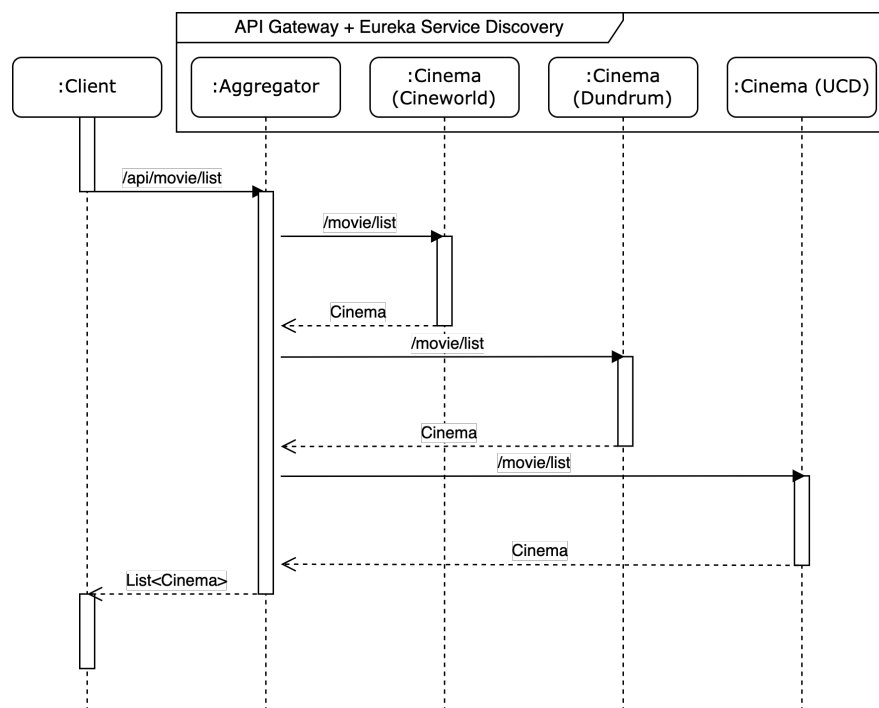 API Gateway + Eureka Service Discovery
:Client
:Aggregator
:Cinema
(Cineworld)
:Cinema
(Dundrum)
:Cinema (UCD)
/api/movie/list
/movie/list
Cinema
/movie/list
Cinema
/movie/list
Cinema
List<Cinema>